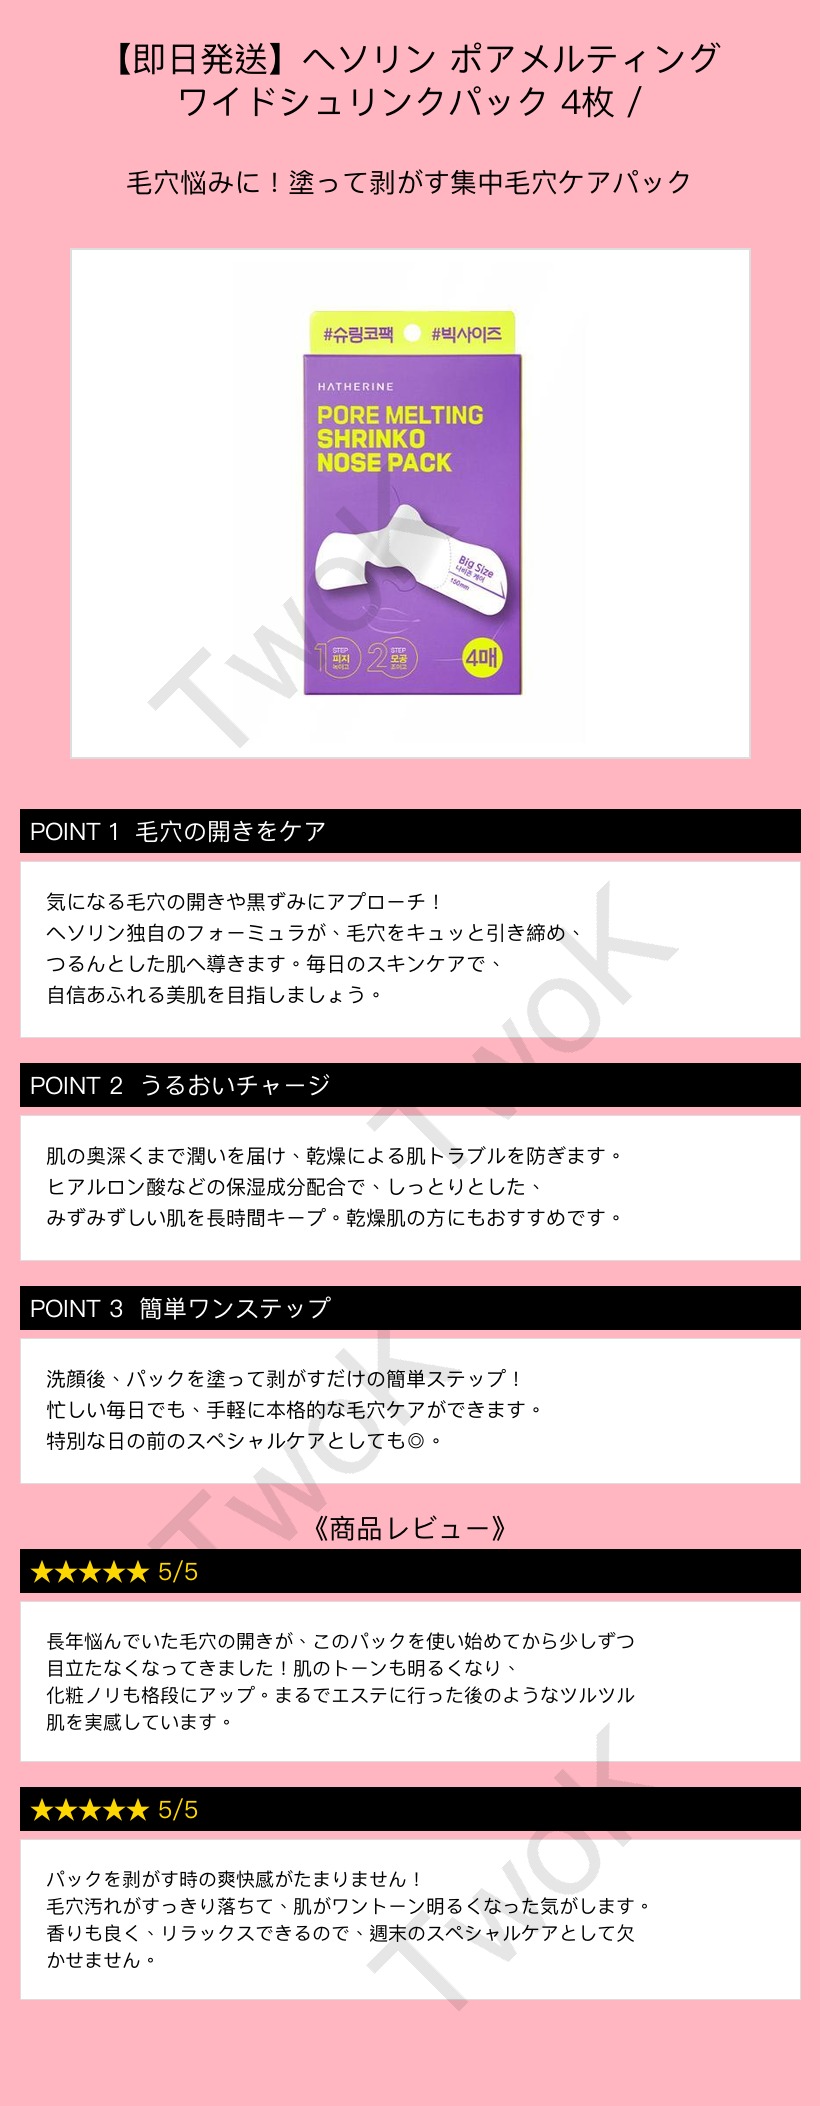 【即日発送】ヘソリン ポアメルティング
ワイドシュリンクパック 4枚 /
毛穴悩みに！塗って剥がす集中毛穴ケアパック
#슈링코팩 #빅사이즈
HATHERINE
PORE MELTING
SHRINKO
NOSE PACK
Big Size
나비존 케어
150mm
1 STEP 피지 녹이고
2 STEP 모공 조이고
4매
TwoK
POINT 1 毛穴の開きをケア
気になる毛穴の開きや黒ずみにアプローチ！
ヘソリン独自のフォーミュラが、毛穴をキュッと引き締め、
つるんとした肌へ導きます。毎日のスキンケアで、
自信あふれる美肌を目指しましょう。
TwoK
POINT 2 うるおいチャージ
肌の奥深くまで潤いを届け、乾燥による肌トラブルを防ぎます。
ヒアルロン酸などの保湿成分配合で、しっとりとした、
みずみずしい肌を長時間キープ。乾燥肌の方にもおすすめです。
POINT 3 簡単ワンステップ
洗顔後、パックを塗って剥がすだけの簡単ステップ！
忙しい毎日でも、手軽に本格的な毛穴ケアができます。
特別な日の前のスペシャルケアとしても◎。
TwoK
《商品レビュー》
★★★★★ 5/5
長年悩んでいた毛穴の開きが、このパックを使い始めてから少しずつ
目立たなくなってきました！肌のトーンも明るくなり、
化粧ノリも格段にアップ。まるでエステに行った後のようなツルツル
肌を実感しています。
★★★★★ 5/5
パックを剥がす時の爽快感がたまりません！
毛穴汚れがすっきり落ちて、肌がワントーン明るくなった気がします。
香りも良く、リラックスできるので、週末のスペシャルケアとして欠
かせません。
TwoK